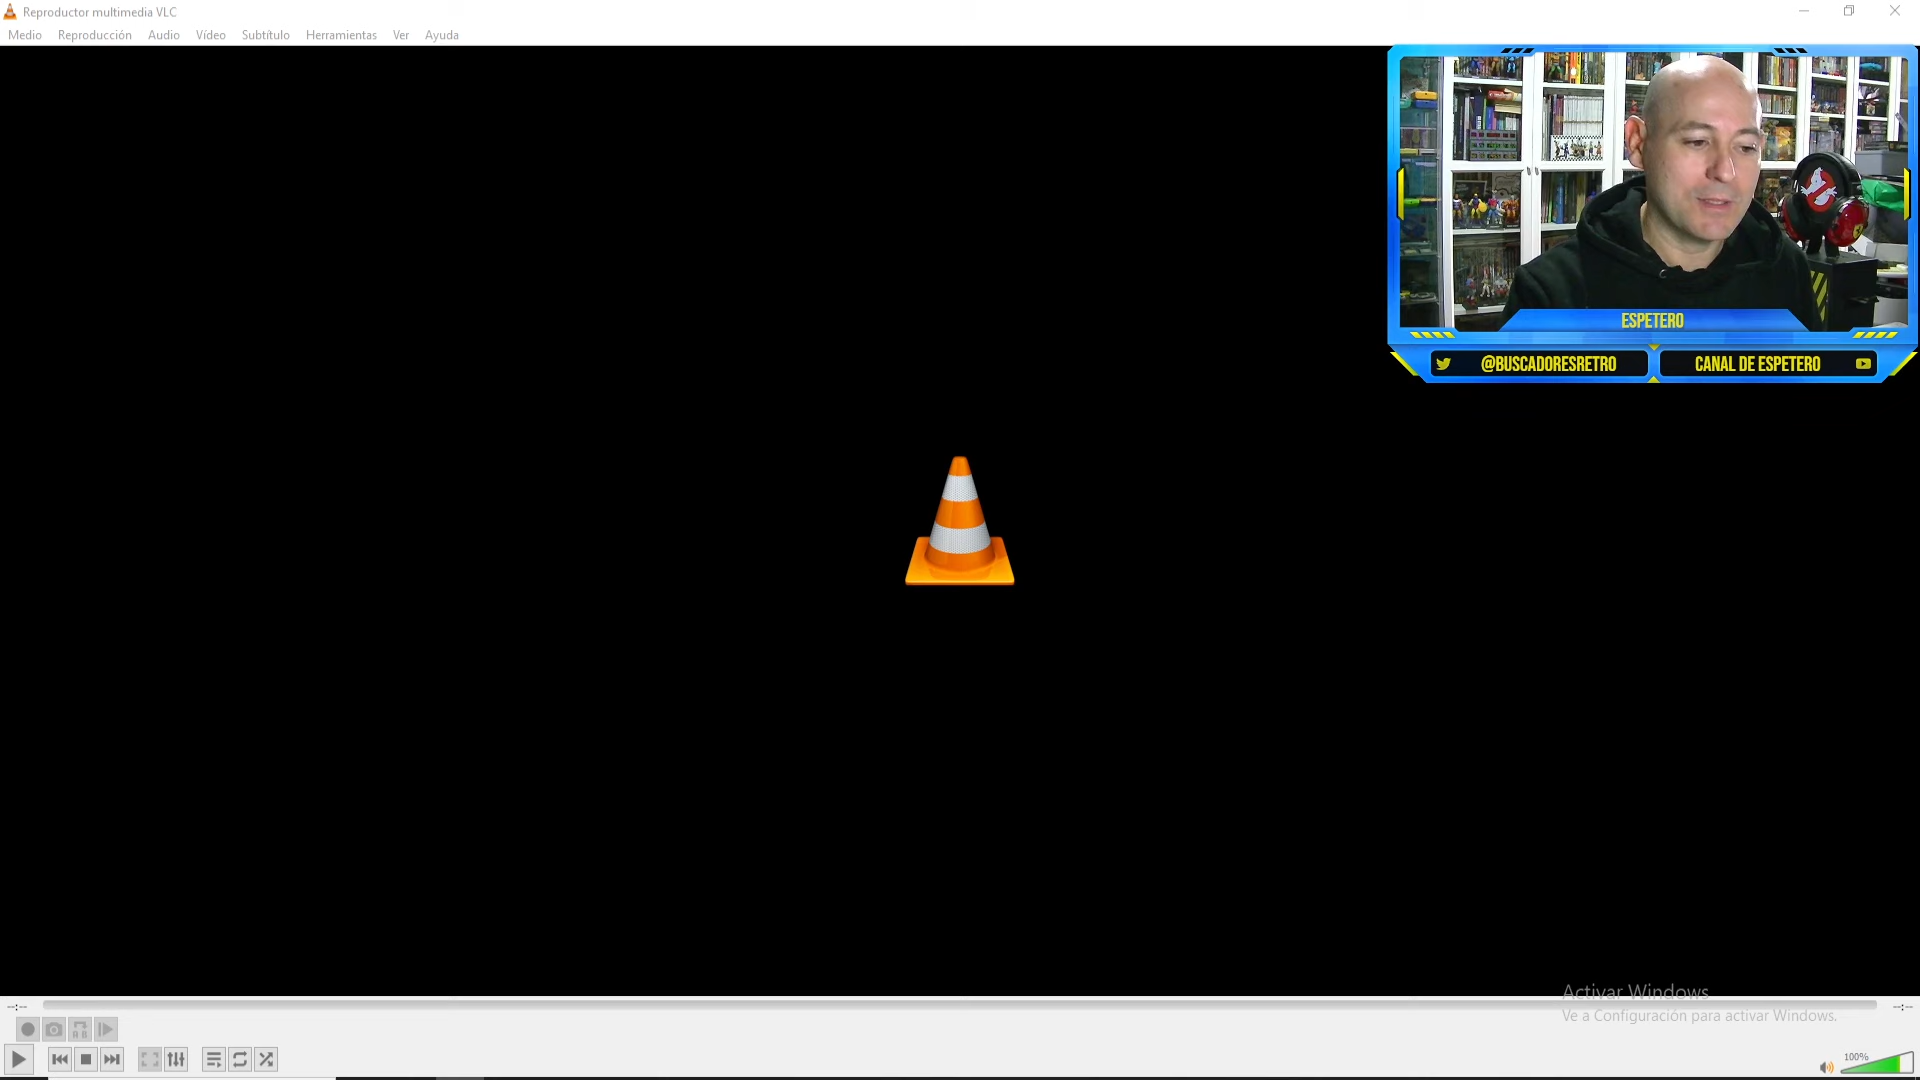 Reproductor multimedia VLC
Medio Reproducción Audio Vídeo Subtítulo Herramientas Ver Ayuda
ESPETERO
@BUSCADORESRETRO CANAL DE ESPETERO
Activar Windows
Ve a Configuración para activar Windows.
--:-- --:--
100%